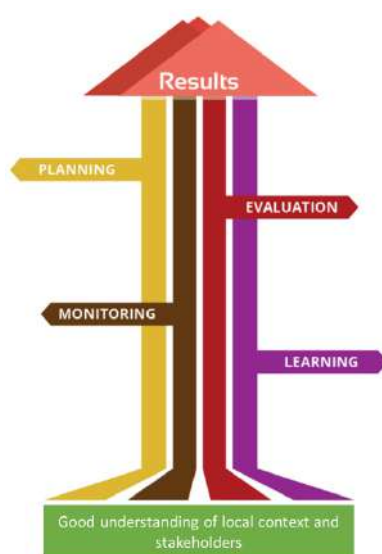 Results
PLANNING
EVALUATION
MONITORING
LEARNING
Good understanding of local context and
stakeholders